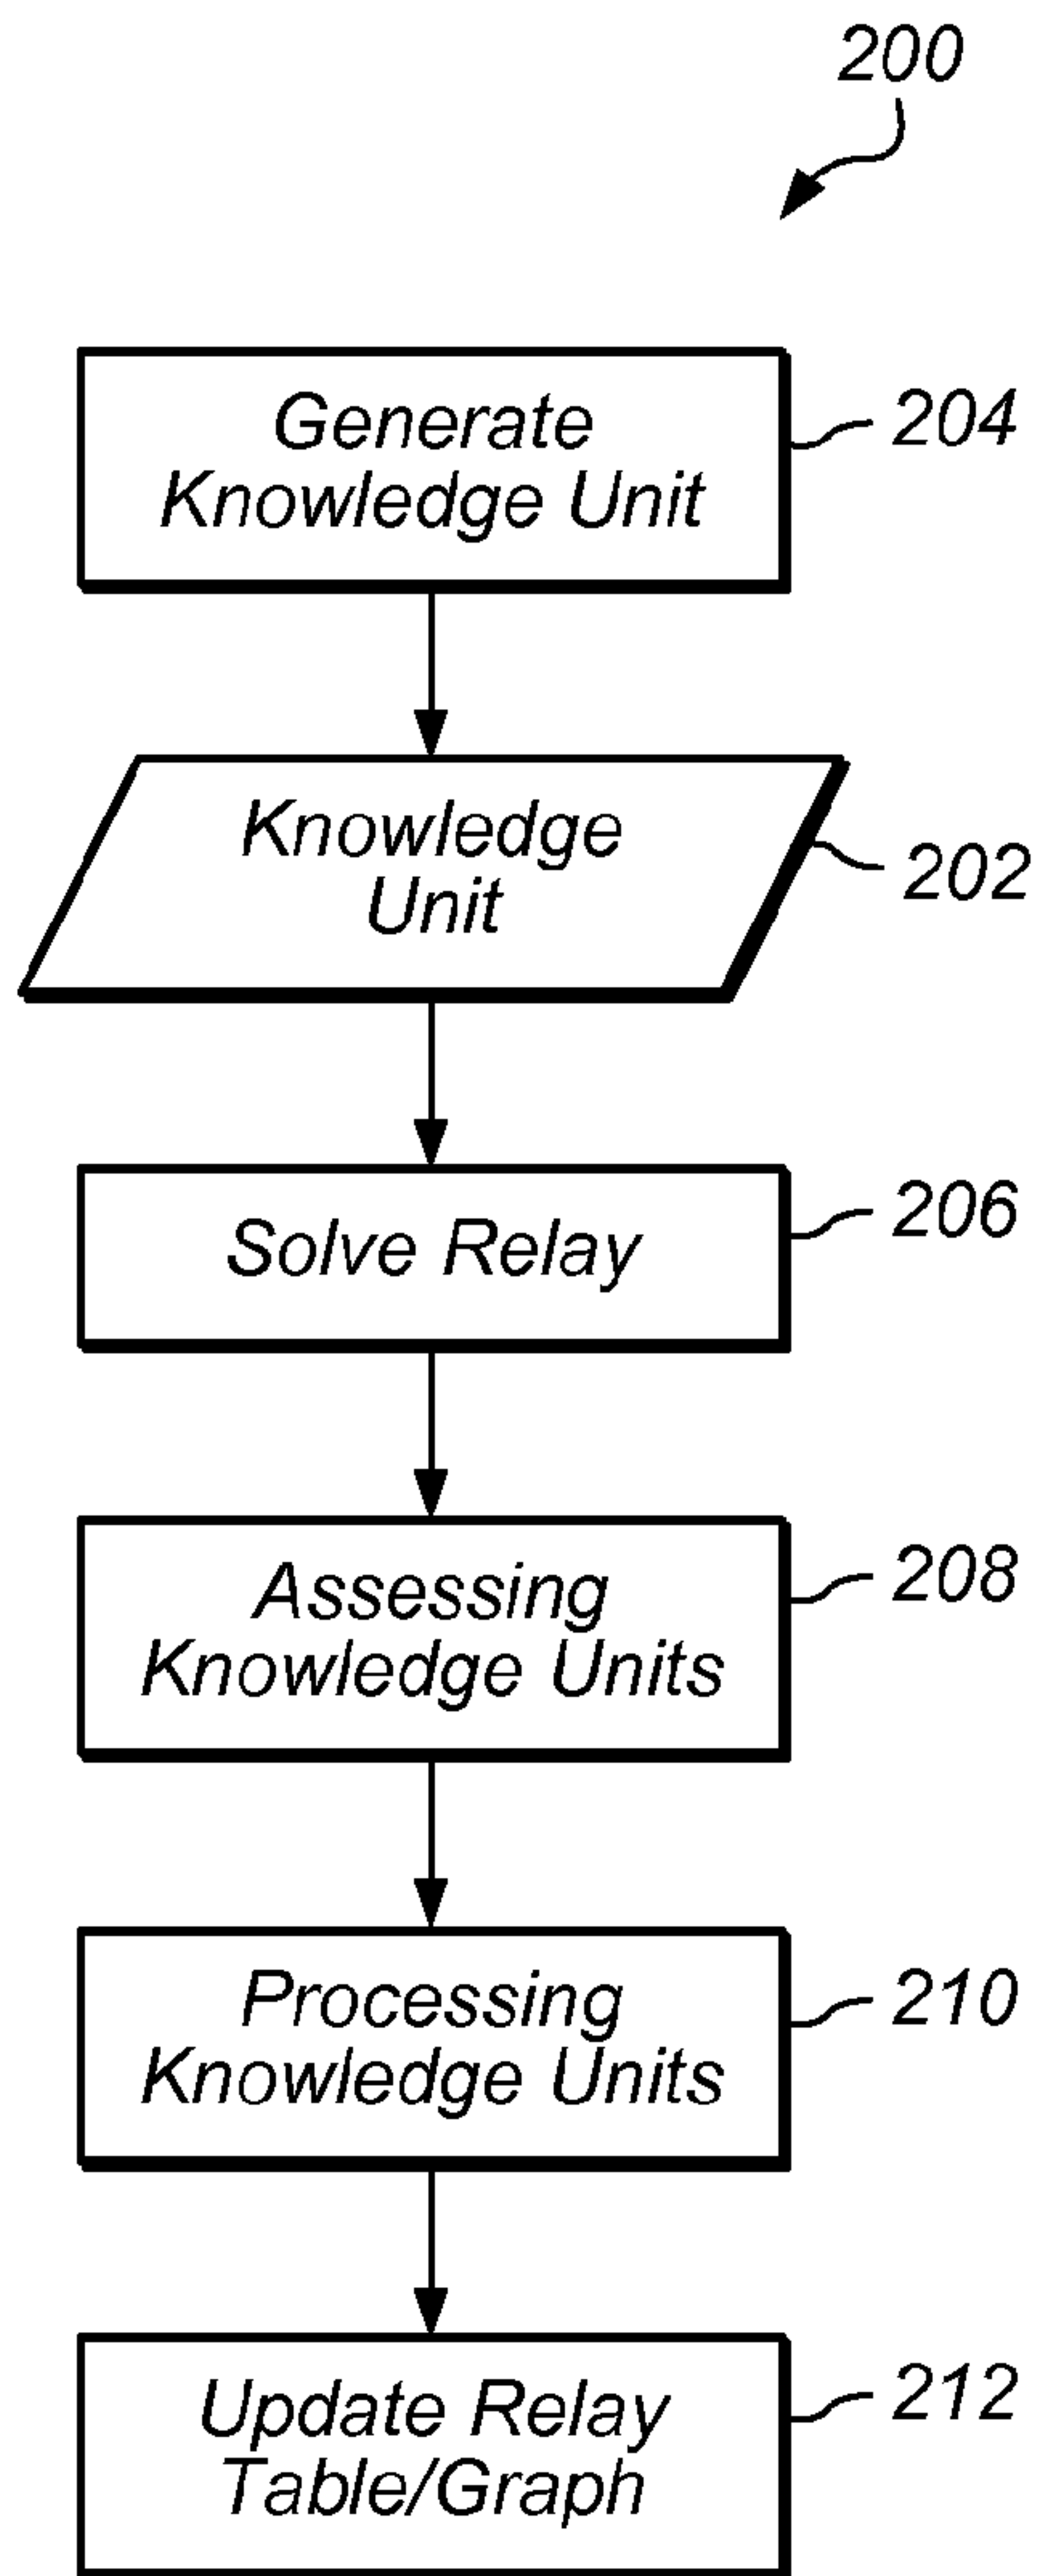 200
Generate
Knowledge Unit
204
Knowledge
Unit
202
Solve Relay
206
Assessing
Knowledge Units
208
Processing
Knowledge Units
210
Update Relay
Table/Graph
212